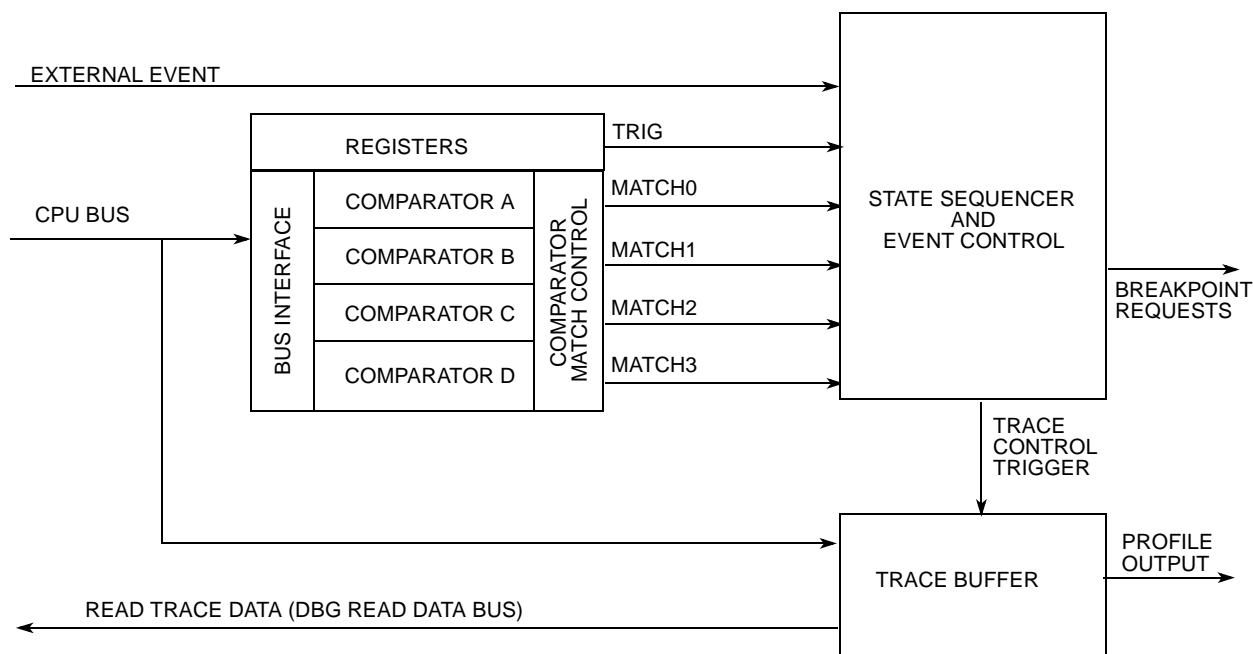 EXTERNAL EVENT
TRIG
REGISTERS
MATCH0
COMPARATOR A
CPU BUS
STATE SEQUENCER
AND
EVENT CONTROL
BUS INTERFACE
COMPARATOR B
COMPARATOR
MATCH CONTROL
MATCH1
BREAKPOINT
REQUESTS
COMPARATOR C
MATCH2
COMPARATOR D
MATCH3
TRACE
CONTROL
TRIGGER
PROFILE
OUTPUT
TRACE BUFFER
READ TRACE DATA (DBG READ DATA BUS)